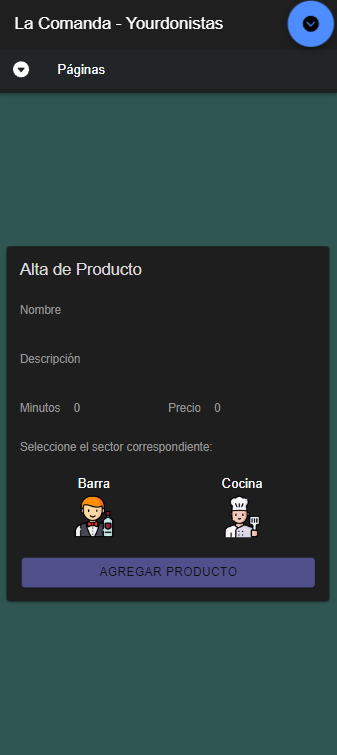 La Comanda - Yourdonistas
Páginas
Alta de Producto
Nombre
Descripción
Minutos 0 Precio 0
Seleccione el sector correspondiente:
Barra Cocina
AGREGAR PRODUCTO